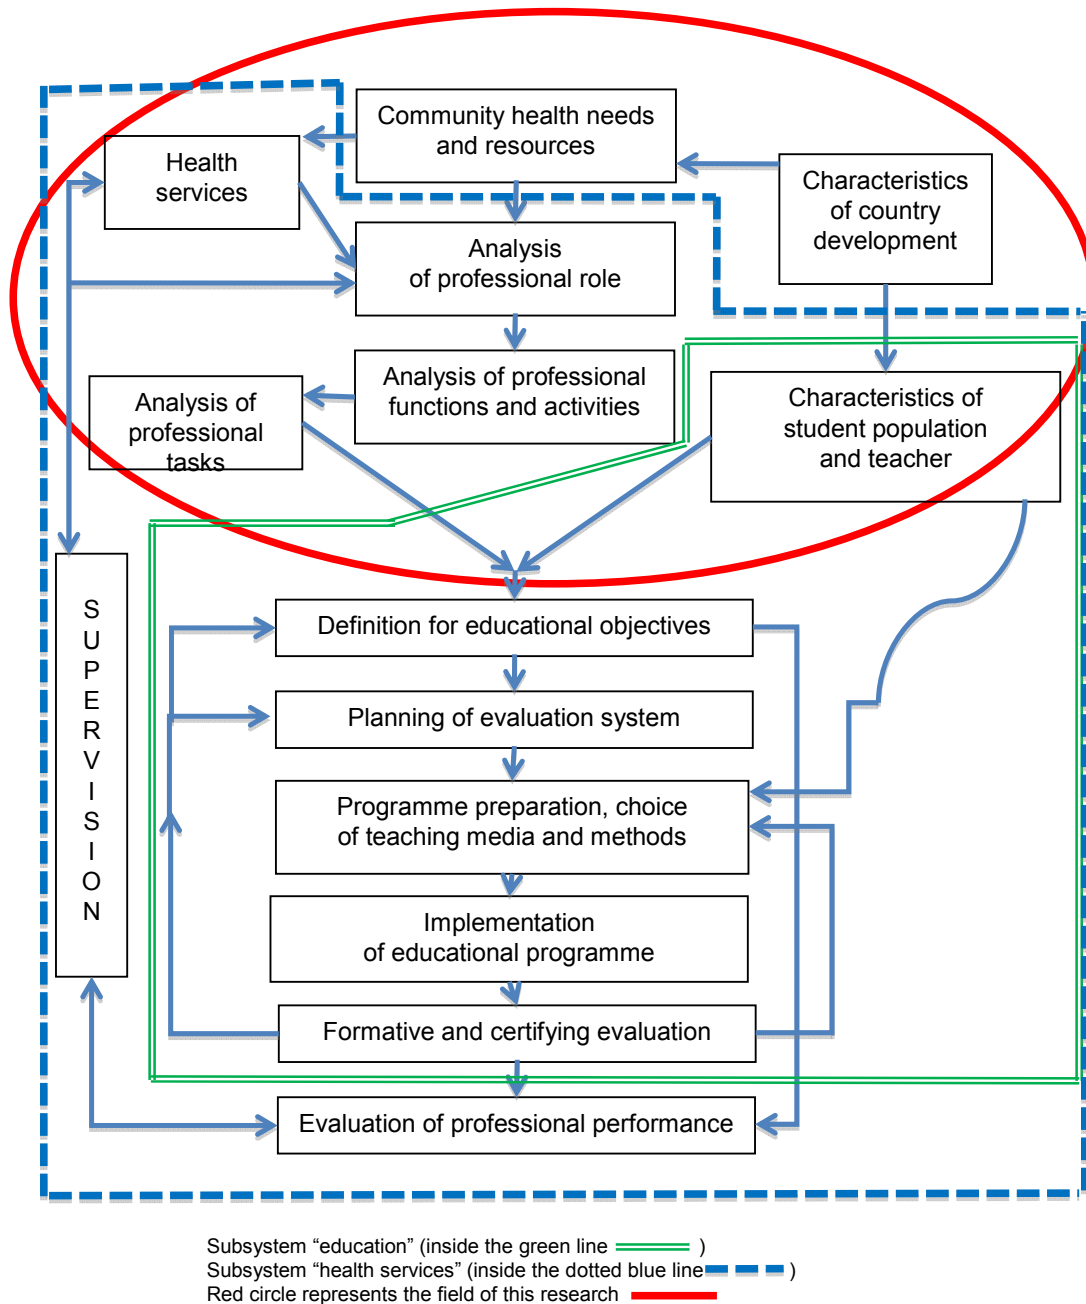 Community health needs
and resources
Health
services
Characteristics
of country
development
Analysis
of professional role
Analysis of professional
functions and activities
Analysis of
professional
tasks
Characteristics of
student population
and teacher
S
U
P
E
R
V
I
S
I
O
N
Definition for educational objectives
Planning of evaluation system
Programme preparation, choice
of teaching media and methods
Implementation
of educational programme
Formative and certifying evaluation
Evaluation of professional performance
Subsystem “education” (inside the green line )
Subsystem “health services” (inside the dotted blue line )
Red circle represents the field of this research